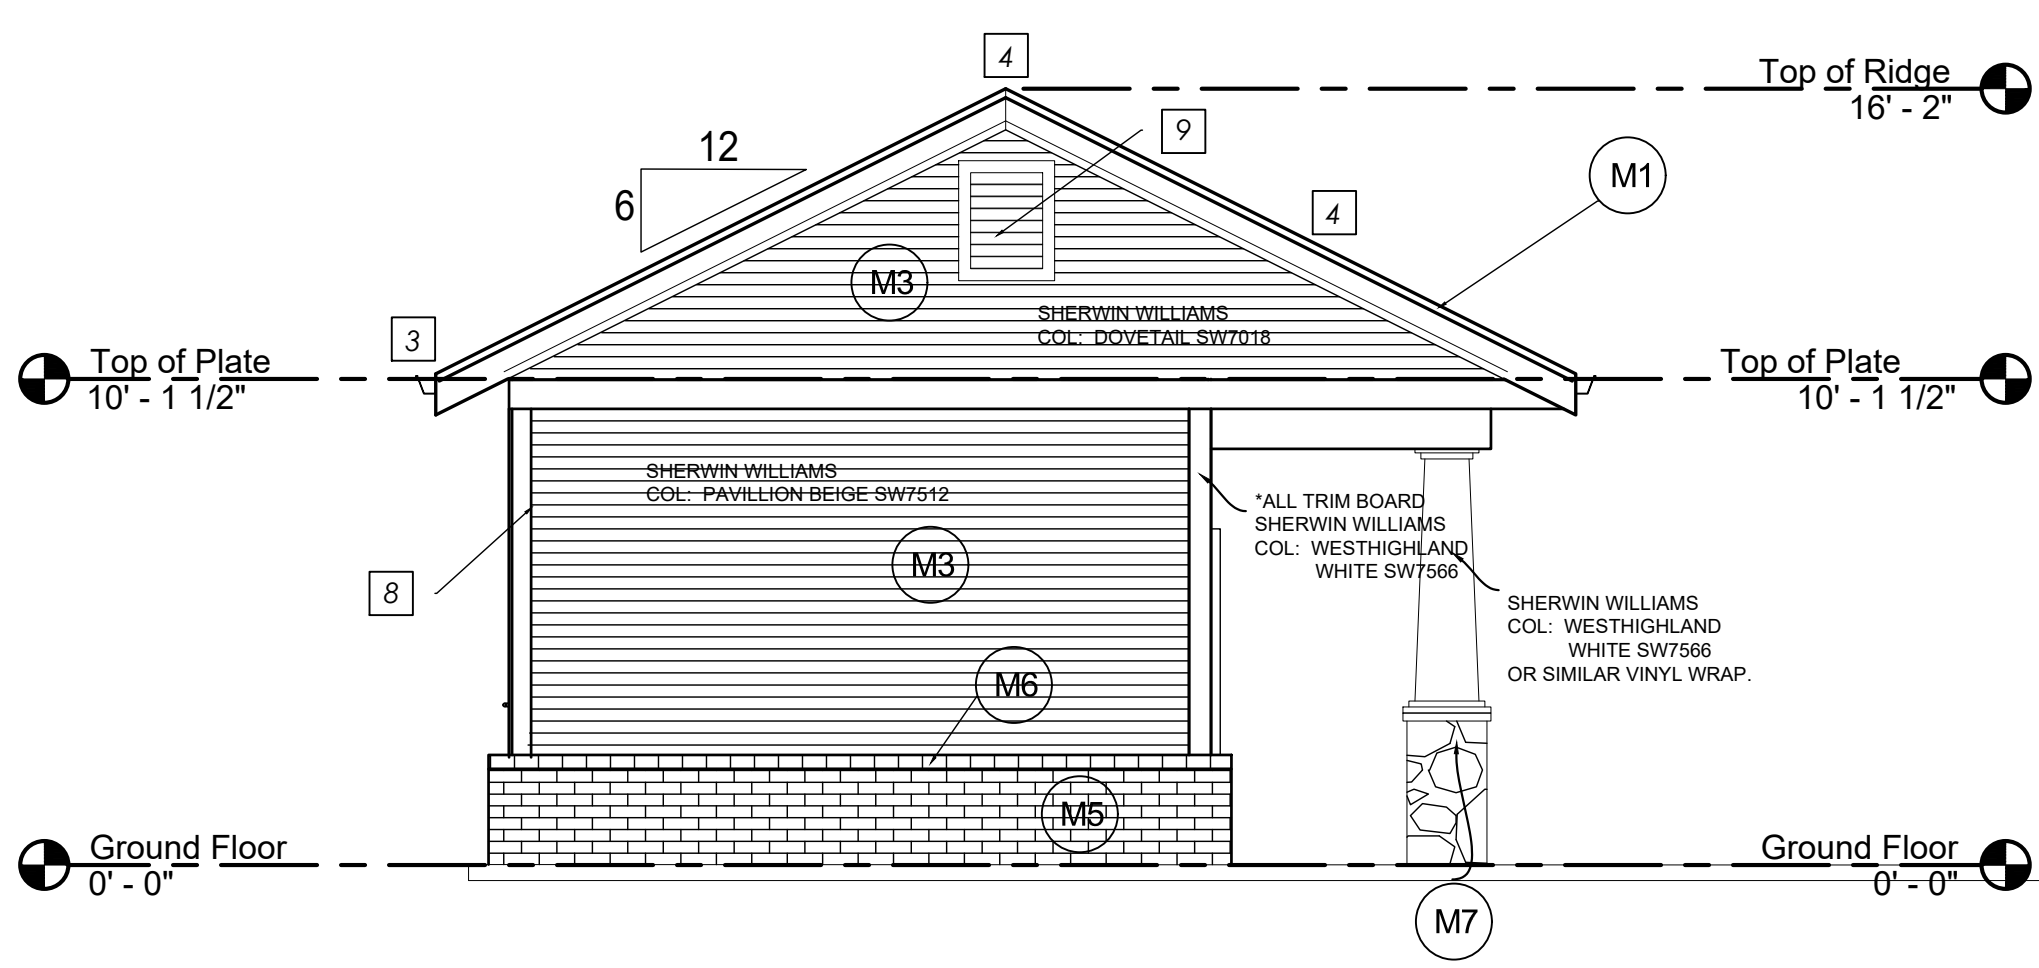 4
Top of Ridge
16' - 2"
9
12
6
M1
4
M3
SHERWIN WILLIAMS
COL: DOVETAIL SW7018
3
Top of Plate
10' - 1 1/2"
Top of Plate
10' - 1 1/2"
SHERWIN WILLIAMS
COL: PAVILLION BEIGE SW7512
*ALL TRIM BOARD
SHERWIN WILLIAMS
COL: WESTHIGHLAND
WHITE SW7566
M3
8
SHERWIN WILLIAMS
COL: WESTHIGHLAND
WHITE SW7566
OR SIMILAR VINYL WRAP.
M6
M5
Ground Floor
0' - 0"
Ground Floor
0' - 0"
M7